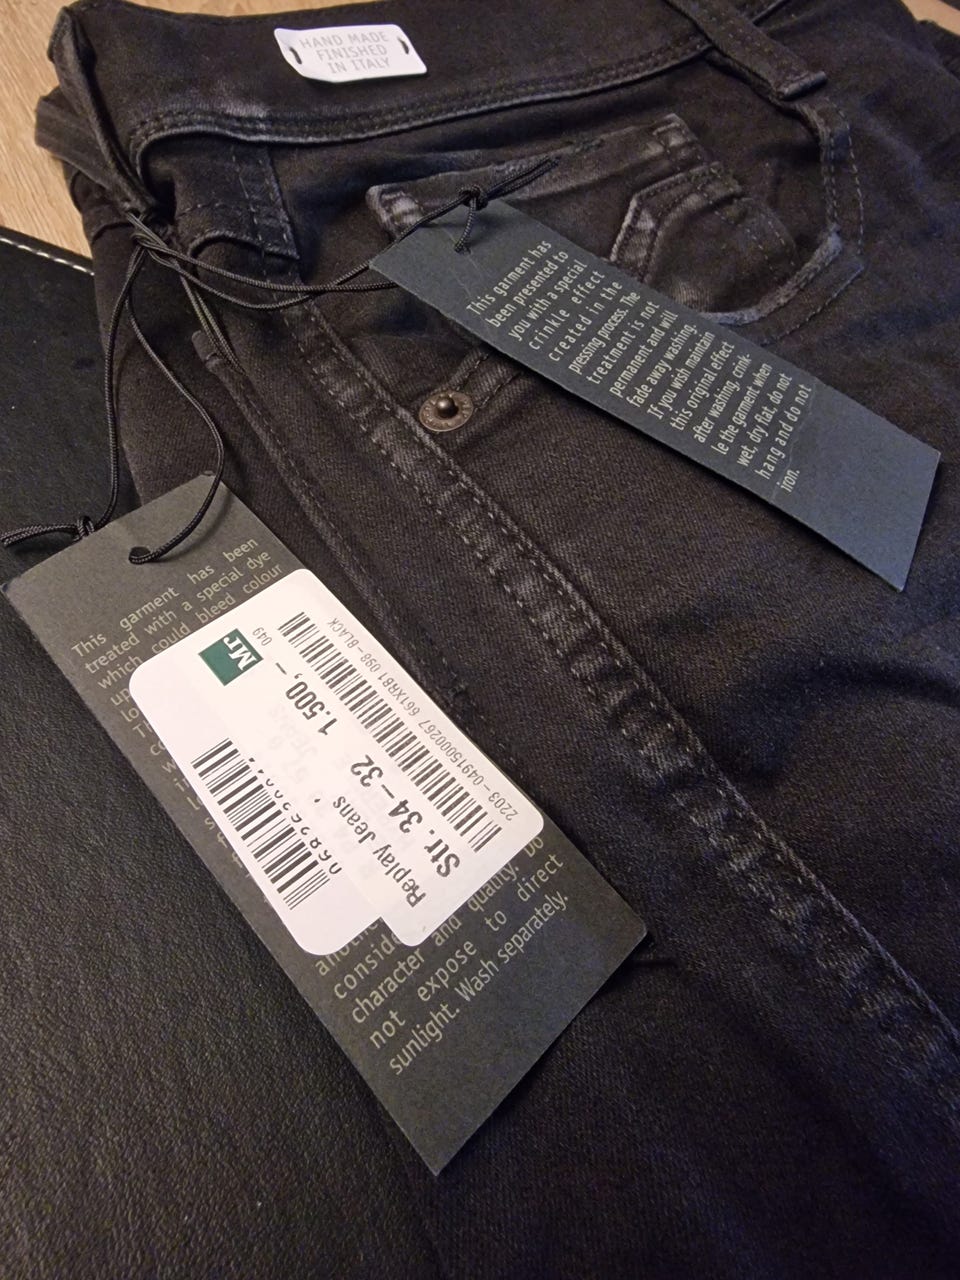 HAND MADE
FINISHED
IN ITALY
This garment has
been presented to
you with a special
crinkle effect
created in the
pressing process. The
treatment is not
permanent and will
fade away washing.
If you wish maintain
this original effect
after washing, crink-
le the garment when
wet, dry flat, do not
hang and do not
iron.
This garment has been
treated with a special dye
which could bleed colour
Mr
049
1.500,-
2203-04915000267 661XRB1 098-BLACK
Replay Jeans
Str. 34-32
character and quality. Do
not expose to direct
sunlight. Wash separately.